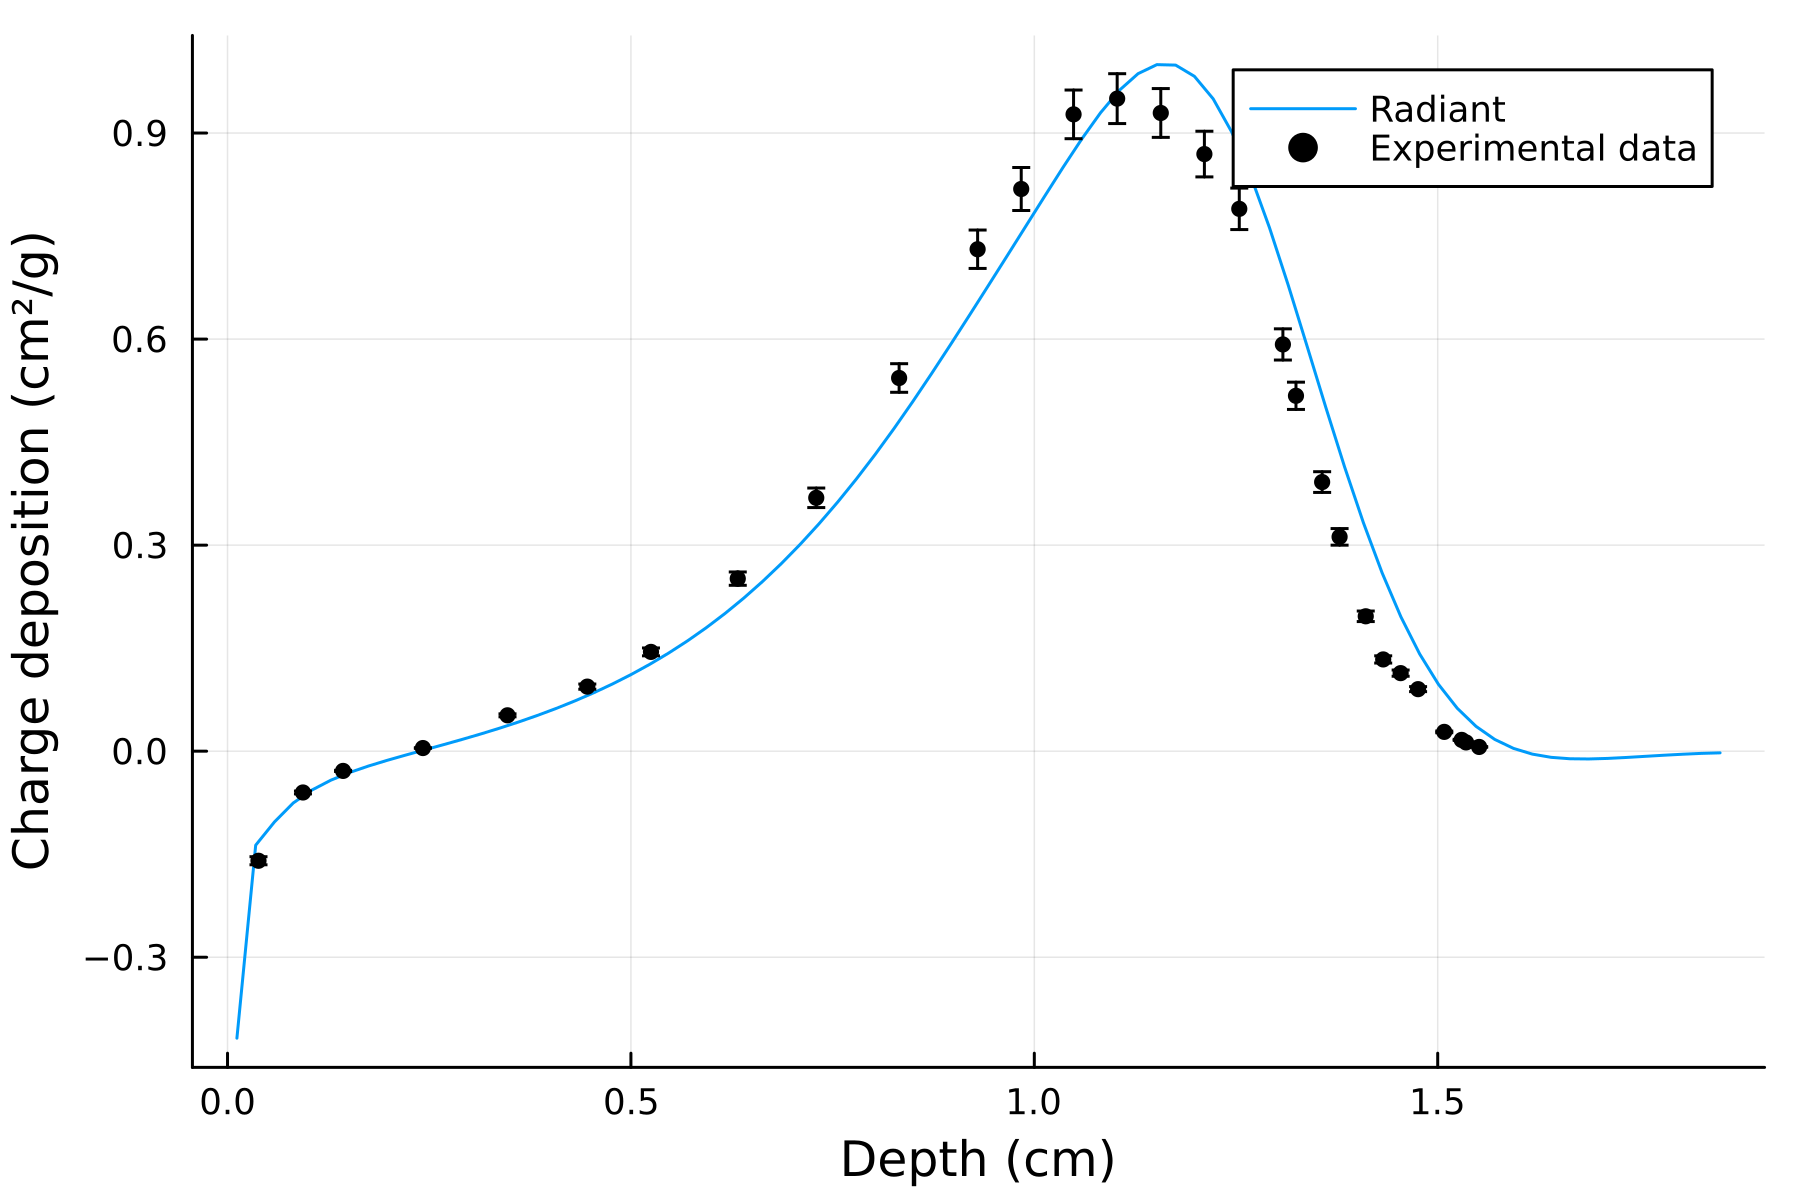 Radiant
Experimental data
Charge deposition (cm²/g)
0.9
0.6
0.3
0.0
−0.3
0.0 0.5 1.0 1.5
Depth (cm)